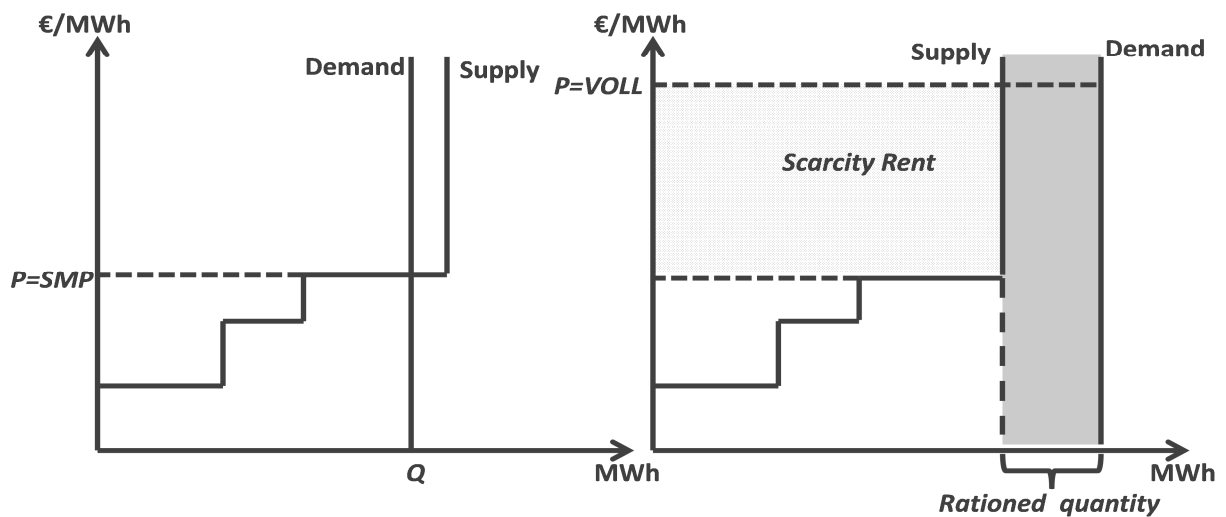 €/MWh
Demand
Supply
P=SMP
Q
MWh
€/MWh
Supply
Demand
P=VOLL
Scarcity Rent
MWh
Rationed quantity